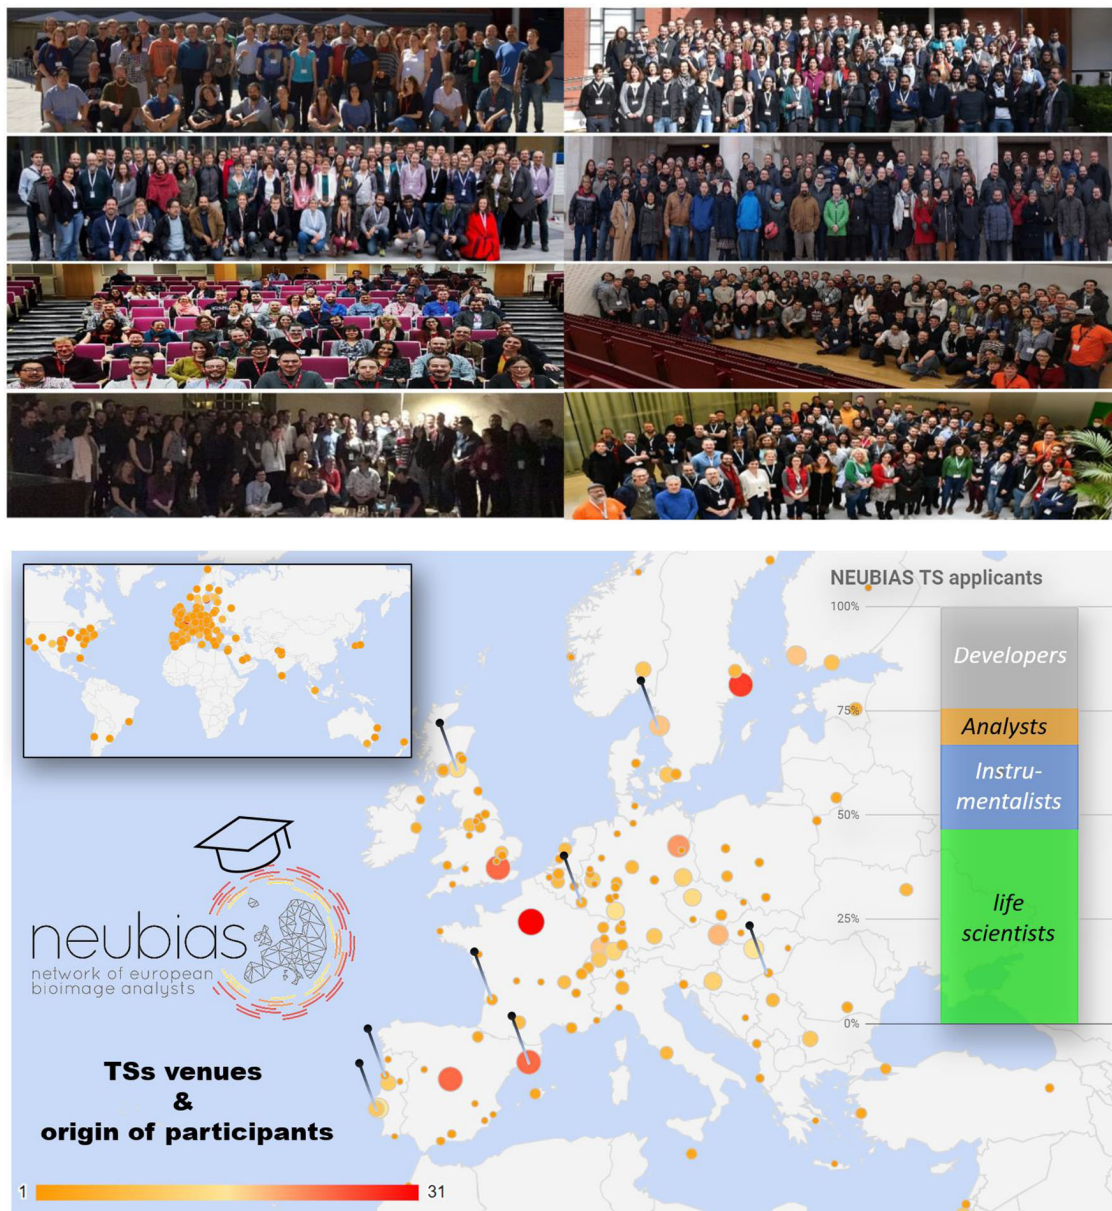 NEUBIAS TS applicants
100%
Developers
75%
Analysts
Instru-
mentalists
50%
25%
life
scientists
0%
neubias
network of european
bioimage analysts
TSs venues
&
origin of participants
1
31